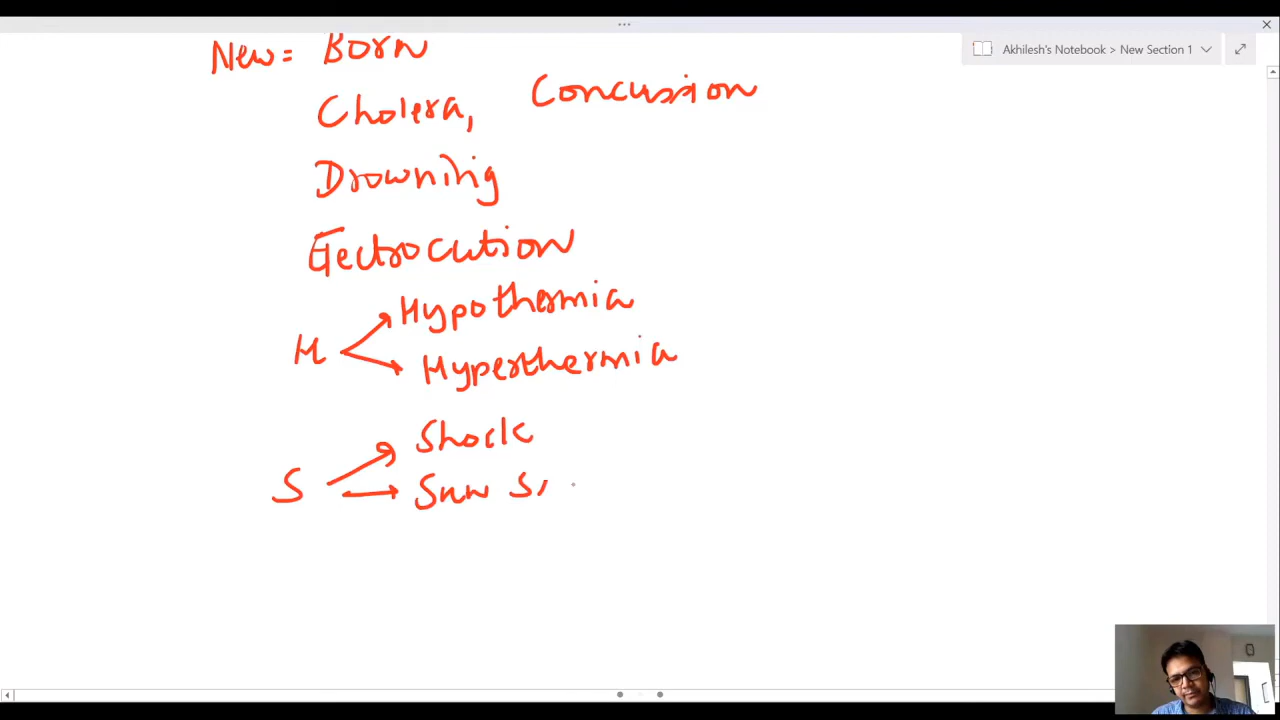 Akhilesh's Notebook > New Section 1
New = Born
Cholera, Concussion
Drowning
Electrocution
H Hypothermia
Hyperthermia
S Shock
Sun S